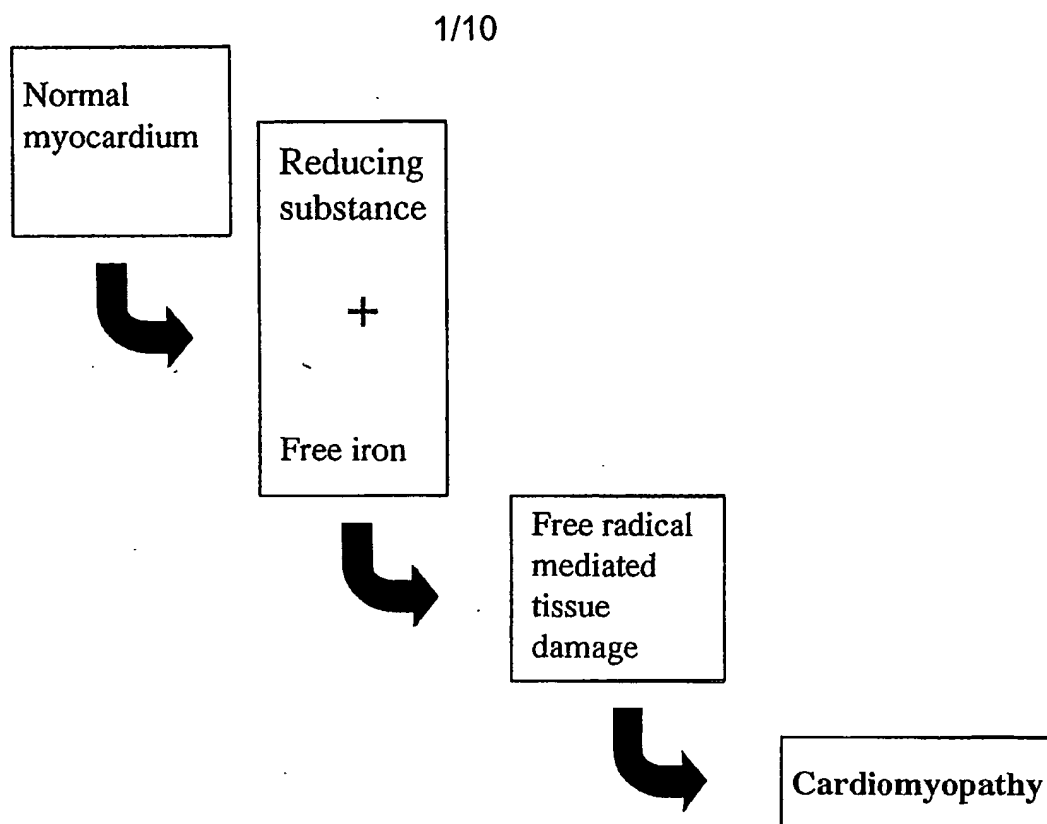 1/10
Normal
myocardium
Reducing
substance
+
Free iron
Free radical
mediated
tissue
damage
Cardiomyopathy